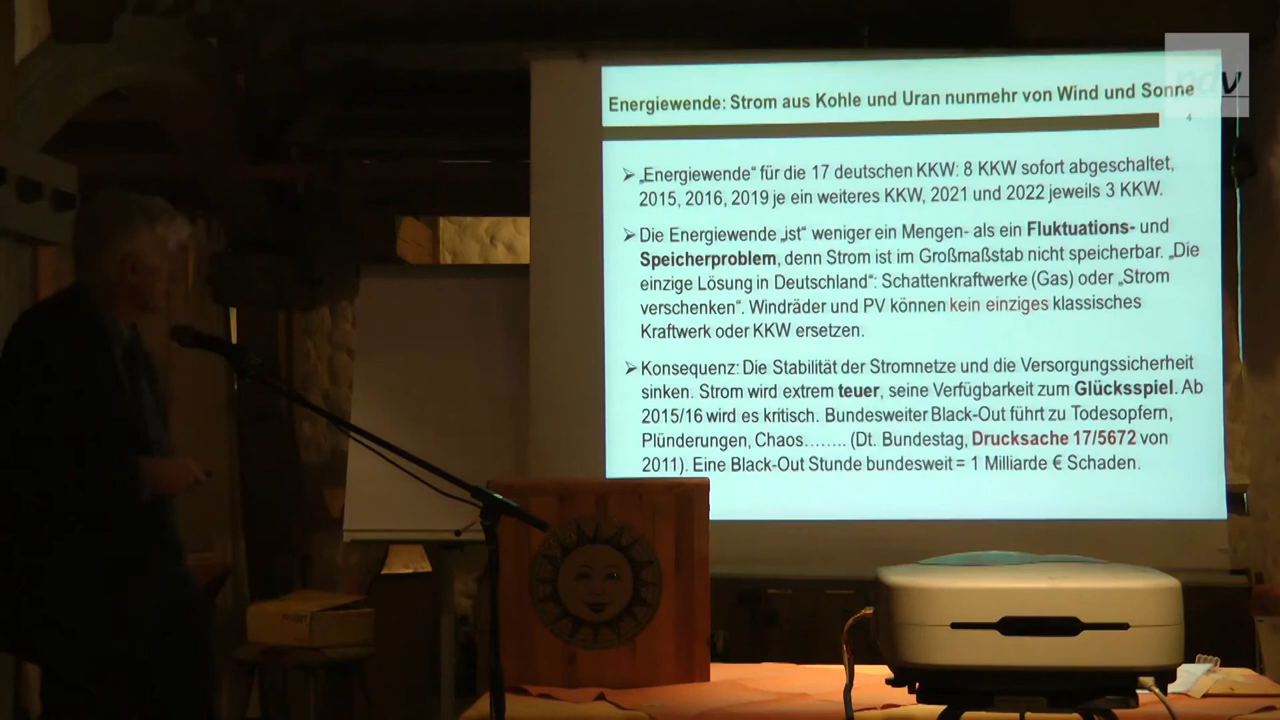 ndv
Energiewende: Strom aus Kohle und Uran nunmehr von Wind und Sonne
4
„Energiewende“ für die 17 deutschen KKW: 8 KKW sofort abgeschaltet,
2015, 2016, 2019 je ein weiteres KKW, 2021 und 2022 jeweils 3 KKW.
Die Energiewende „ist“ weniger ein Mengen- als ein Fluktuations- und
Speicherproblem, denn Strom ist im Großmaßstab nicht speicherbar. „Die
einzige Lösung in Deutschland“: Schattenkraftwerke (Gas) oder „Strom
verschenken“. Windräder und PV können kein einziges klassisches
Kraftwerk oder KKW ersetzen.
Konsequenz: Die Stabilität der Stromnetze und die Versorgungssicherheit
sinken. Strom wird extrem teuer, seine Verfügbarkeit zum Glücksspiel. Ab
2015/16 wird es kritisch. Bundesweiter Black-Out führt zu Todesopfern,
Plünderungen, Chaos…….. (Dt. Bundestag, Drucksache 17/5672 von
2011). Eine Black-Out Stunde bundesweit = 1 Milliarde € Schaden.